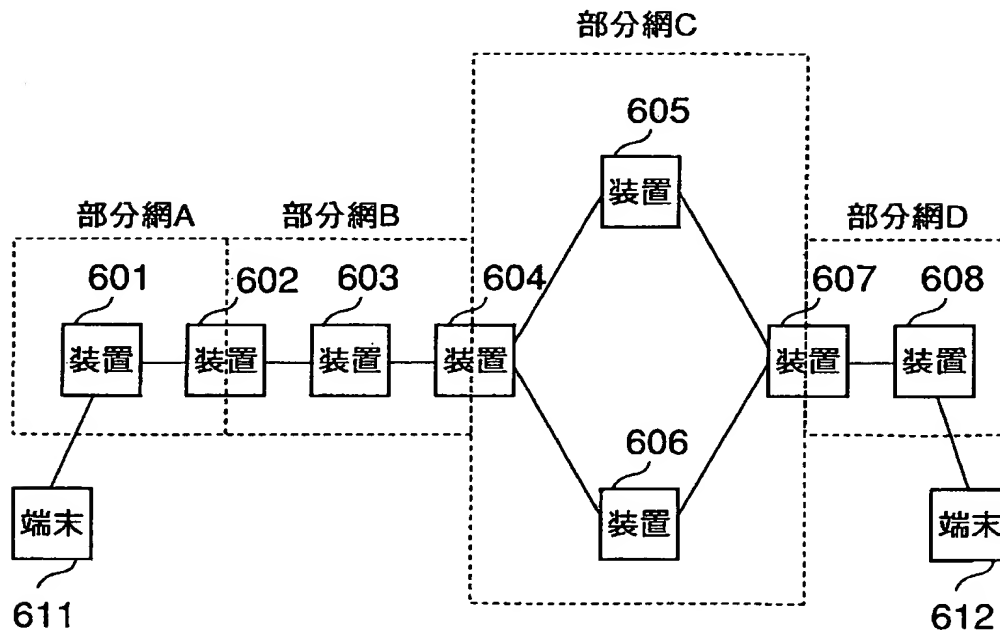 部分網C
605
装置
部分網A
部分網B
部分網D
601
602
603
604
607
608
装置
装置
装置
装置
装置
装置
606
装置
端末
端末
611
612